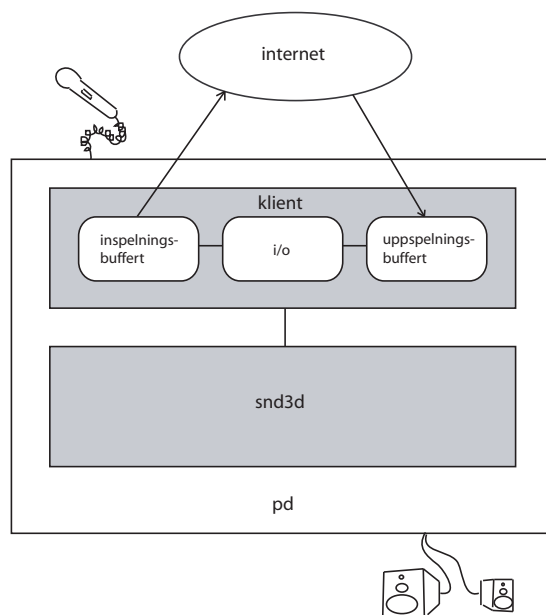 internet
klient
inspelnings-
buffert
i/o
uppspelnings-
buffert
snd3d
pd